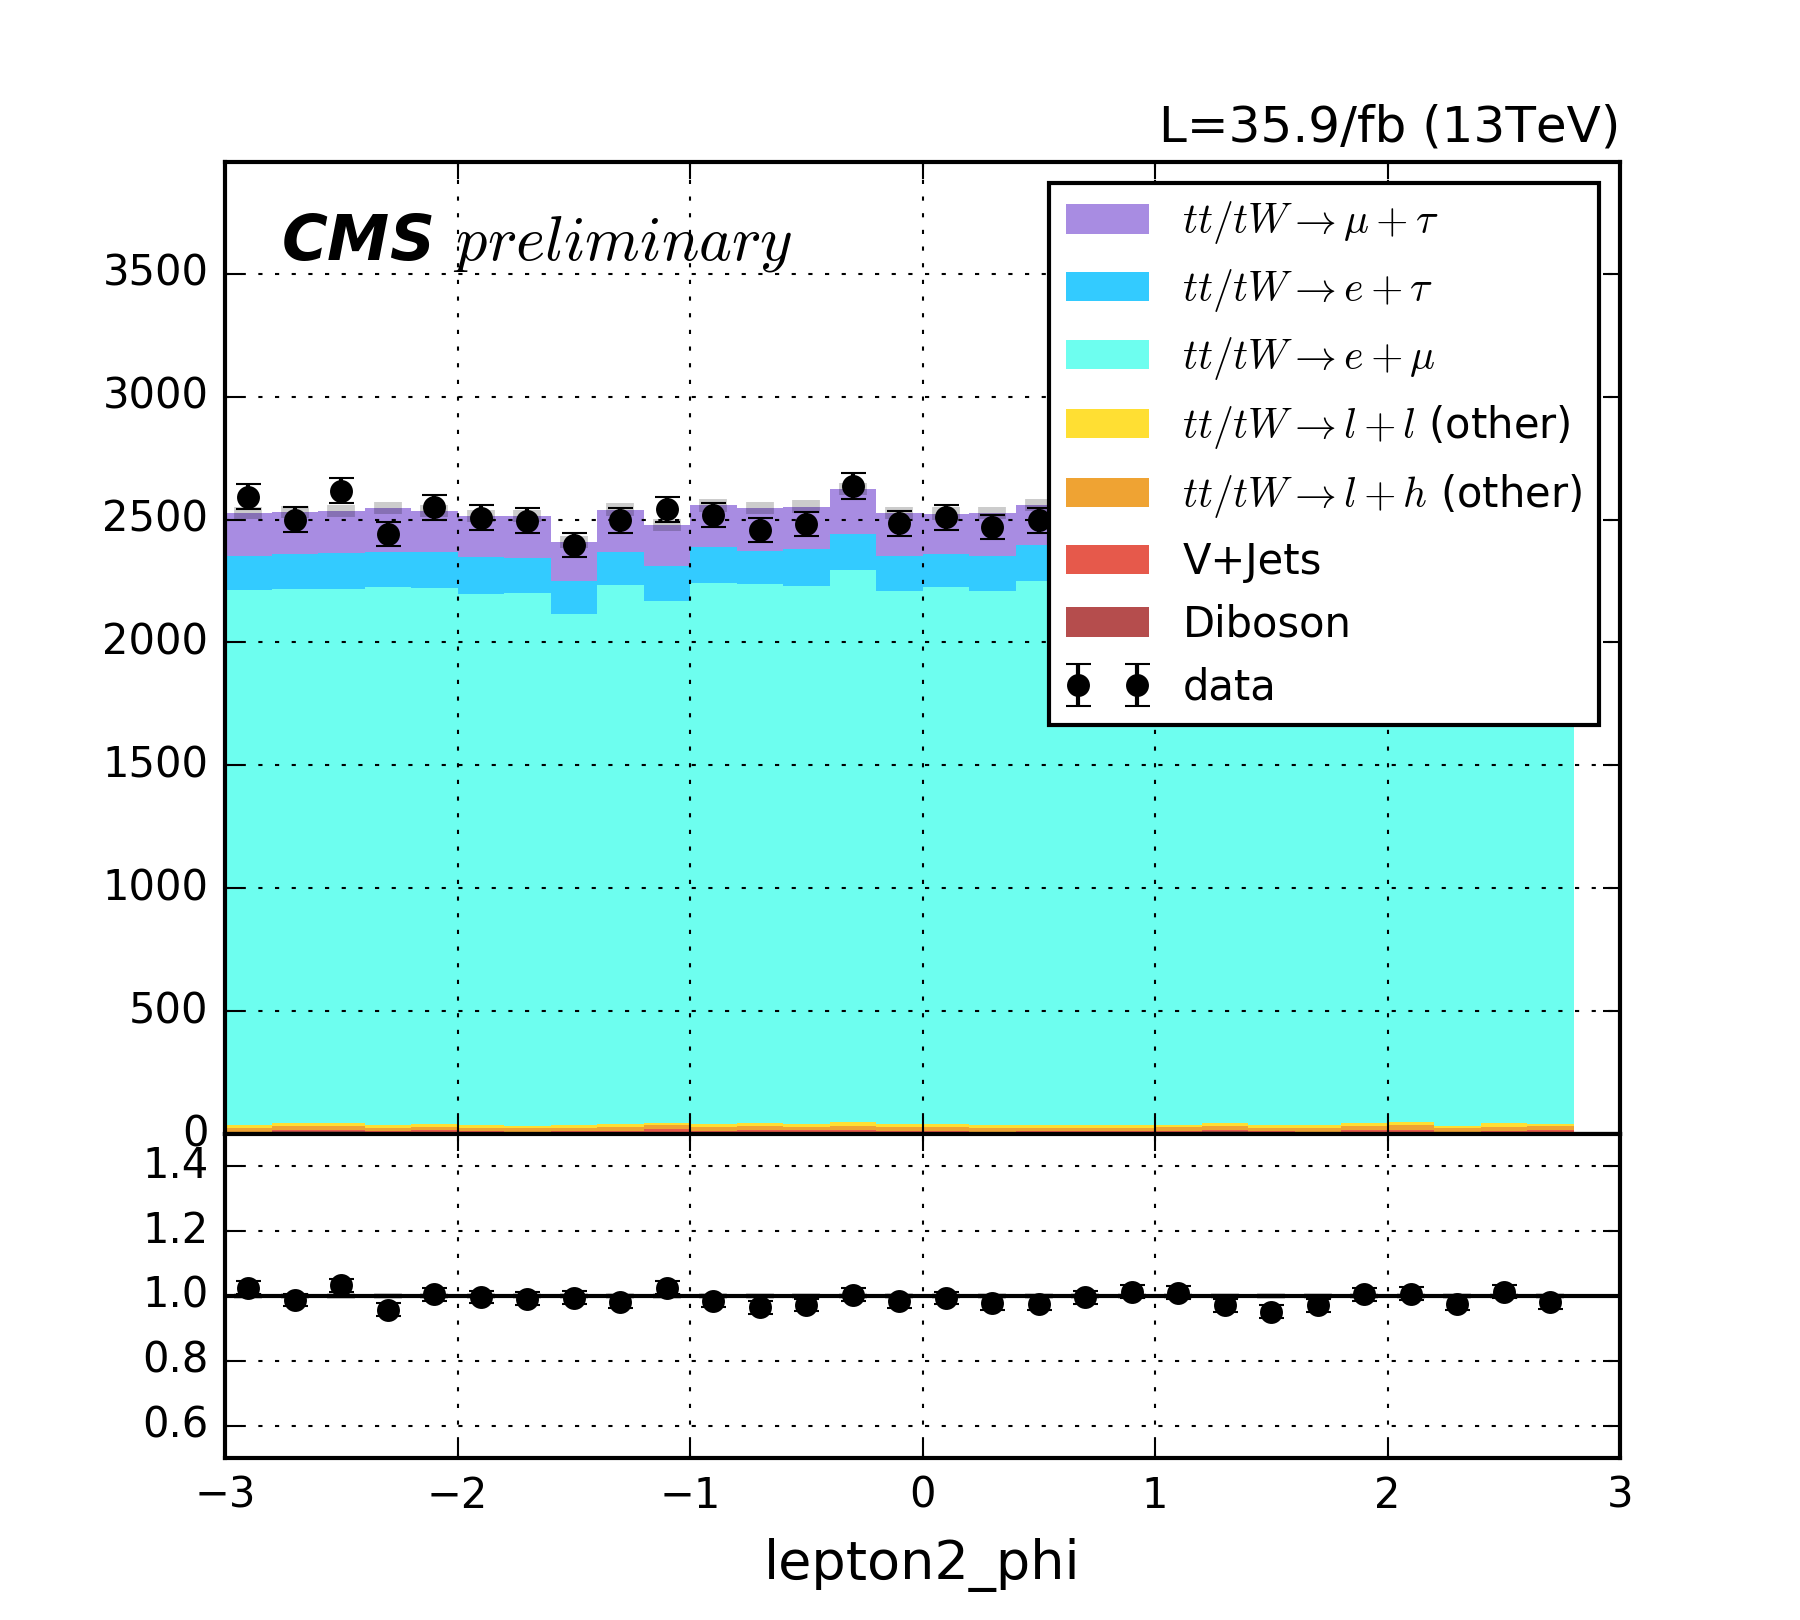 L=35.9/fb (13TeV)
CMS preliminary
tt/tW→μ+τ
tt/tW→e+τ
tt/tW→e+μ
tt/tW→l+l (other)
tt/tW→l+h (other)
V+Jets
Diboson
data
3500
3000
2500
2000
1500
1000
500
0
1.4
1.2
1.0
0.8
0.6
−3 −2 −1 0 1 2 3
lepton2_phi